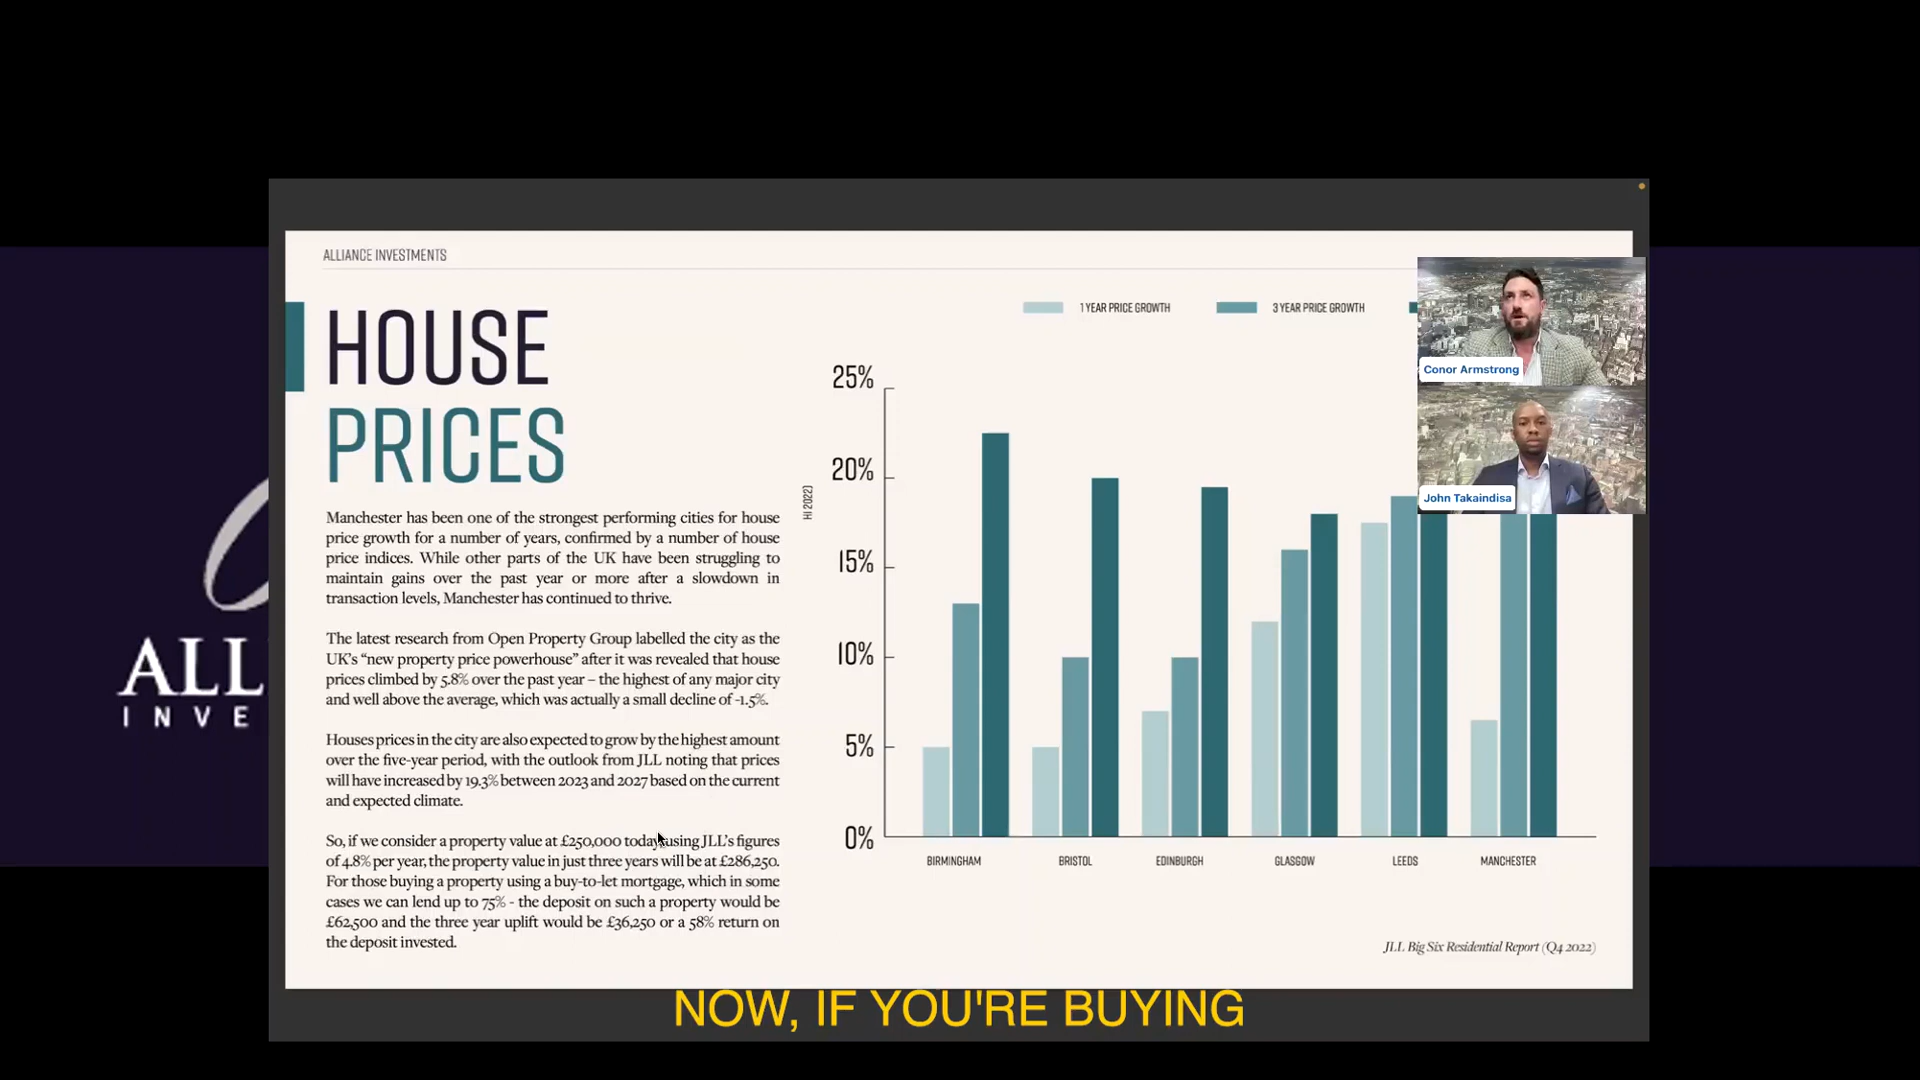 ALLIANCE INVESTMENTS
HOUSE
PRICES
Manchester has been one of the strongest performing cities for house
price growth for a number of years, confirmed by a number of house
price indices. While other parts of the UK have been struggling to
maintain gains over the past year or more after a slowdown in
transaction levels, Manchester has continued to thrive.
The latest research from Open Property Group labelled the city as the
UK's “new property price powerhouse” after it was revealed that house
prices climbed by 5.8% over the past year – the highest of any major city
and well above the average, which was actually a small decline of -1.5%.
Houses prices in the city are also expected to grow by the highest amount
over the five-year period, with the outlook from JLL noting that prices
will have increased by 19.3% between 2023 and 2027 based on the current
and expected climate.
So, if we consider a property value at £250,000 today using JLL's figures
of 4.8% per year, the property value in just three years will be at £286,250.
For those buying a property using a buy-to-let mortgage, which in some
cases we can lend up to 75% - the deposit on such a property would be
£62,500 and the three year uplift would be £36,250 or a 58% return on
the deposit invested.
1 YEAR PRICE GROWTH
3 YEAR PRICE GROWTH
25%
20%
15%
10%
5%
0%
H1 2022)
BIRMINGHAM
BRISTOL
EDINBURGH
GLASGOW
LEEDS
MANCHESTER
JLL Big Six Residential Report (Q4 2022)
Conor Armstrong
John Takaindisa
ALL
INVE
NOW, IF YOU'RE BUYING